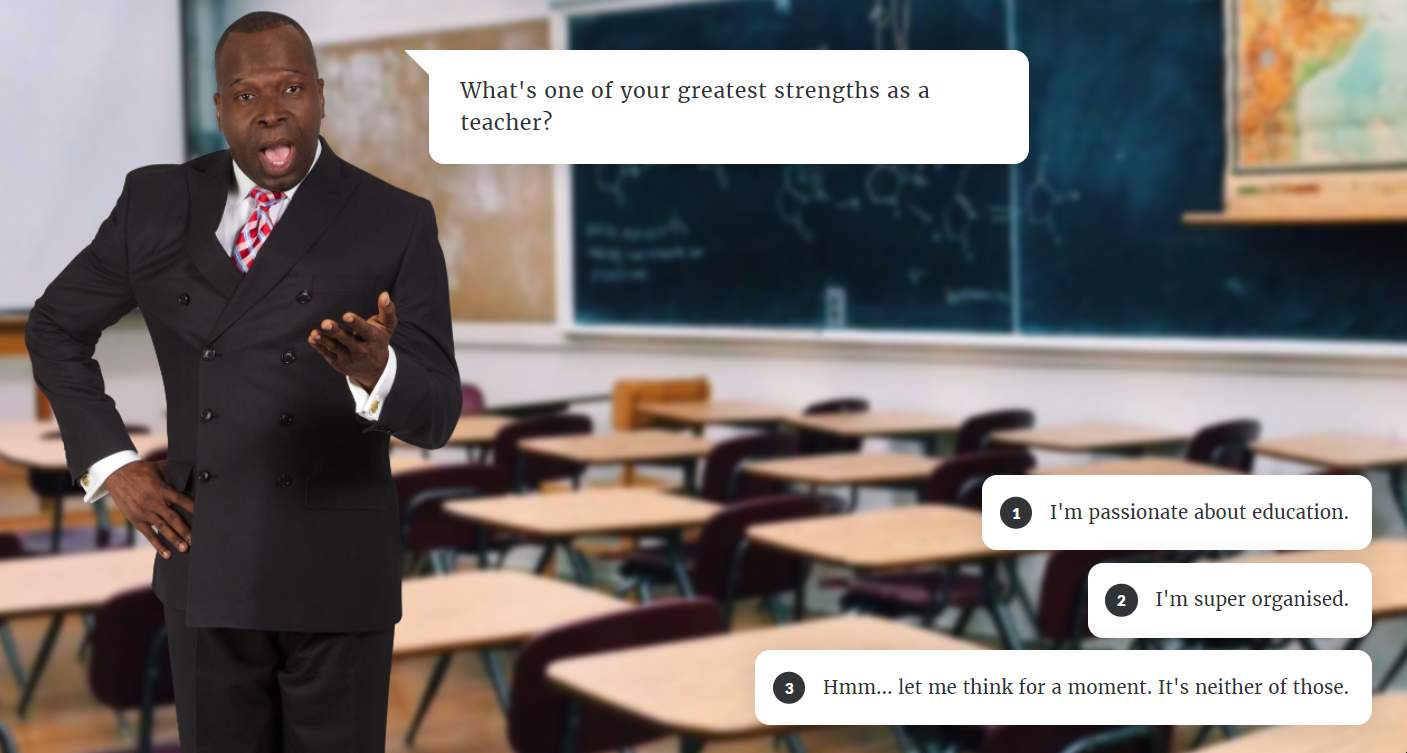 What's one of your greatest strengths as a
teacher?
1 I'm passionate about education.
2 I'm super organised.
3 Hmm... let me think for a moment. It's neither of those.